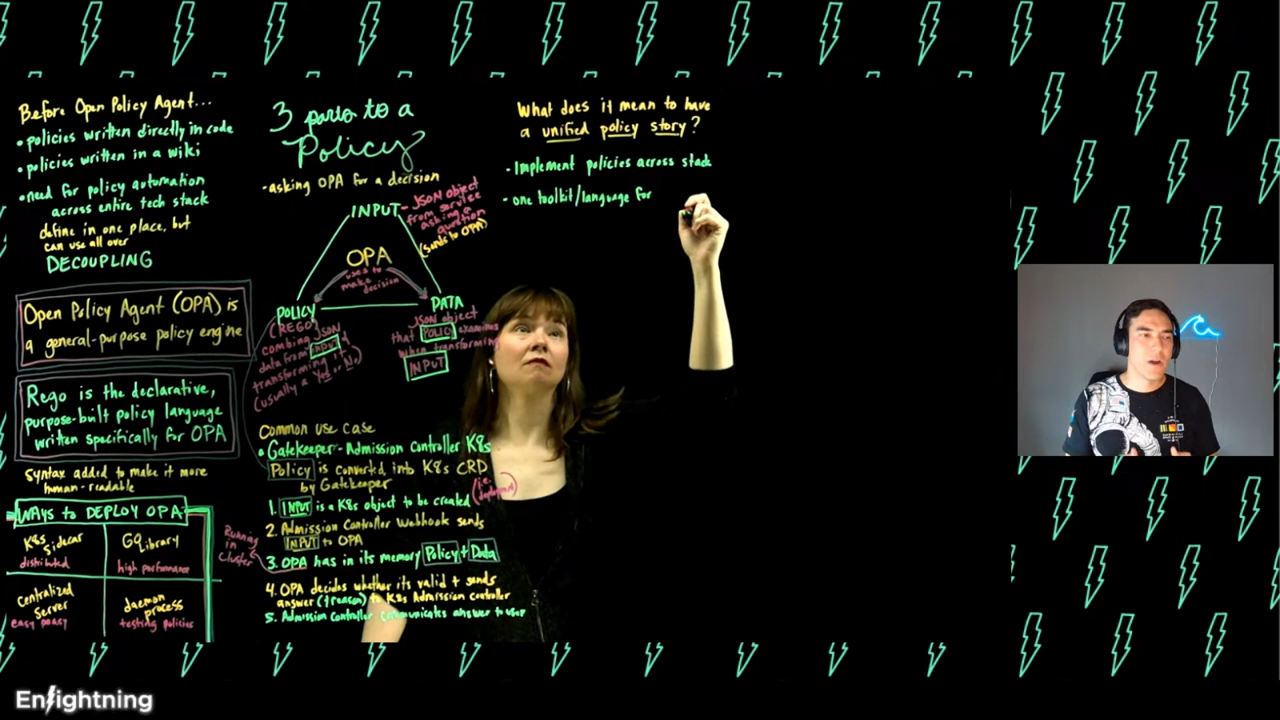 Before Open Policy Agent...
• policies written directly in code
• policies written in a wiki
• need for policy automation
across entire tech stack
define in one place, but
can use all over
DECOUPLING
Open Policy Agent (OPA) is
a general-purpose policy engine
Rego is the declarative,
purpose-built policy language
written specifically for OPA
Syntax added to make it more
human-readable
WAYS to DEPLOY OPA
K8s sidecar
distributed
GO Library
high performance
centralized
server
easy peasy
daemon
process
testing policies
3 parts to a
Policy
- asking OPA for a decision
INPUT
- JSON object
from service
asking a
question
(sends to OPA)
OPA
uses to
make
decision
POLICY
(REGO)
combining JSON
data from INPUT &
transforming it
(usually a Yes or No)
DATA
JSON object
that POLICY examines
when transforming
INPUT
Common use case
• Gatekeeper - Admission Controller K8s
Policy is converted into K8s CRD
by Gatekeeper
1. INPUT is a K8s object to be created (i.e. deployment)
2. Admission Controller Webhook sends
INPUT to OPA
Running
in
cluster
3. OPA has in its memory Policy + Data
4. OPA decides whether its valid + sends
answer (+reason) to K8s Admission Controller
5. Admission Controller communicates answer to user
What does it mean to have
a unified policy story?
- Implement policies across stack
- one toolkit/language for
Enlightning